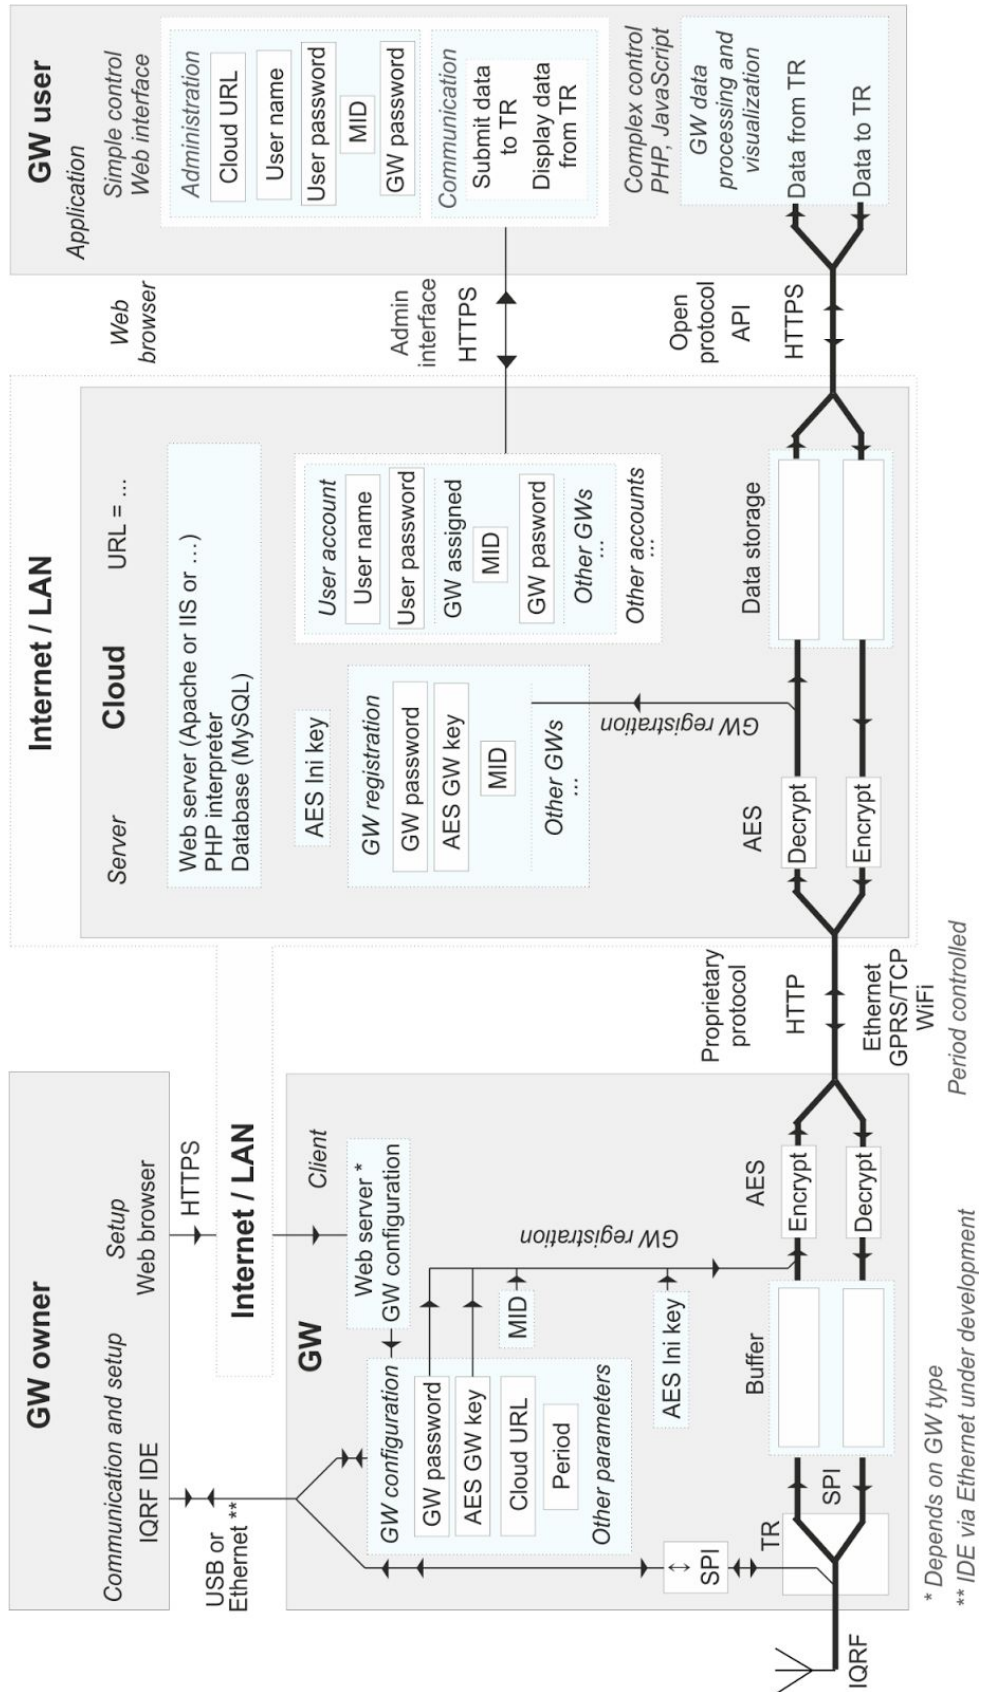 GW owner
Communication and setup
IQRF IDE
Setup
Web browser
USB or
Ethernet **
HTTPS
Internet / LAN
GW
Client
Web server *
GW configuration
GW configuration
GW password
AES GW key
Cloud URL
Period
Other parameters
MID
AES Ini key
GW registration
SPI
TR
SPI
Buffer
AES
Encrypt
Decrypt
IQRF
* Depends on GW type
** IDE via Ethernet under development
Proprietary
protocol
HTTP
Ethernet
GPRS/TCP
WiFi
Period controlled
Internet / LAN
Server
Cloud
URL = ...
Web server (Apache or IIS or ...)
PHP interpreter
Database (MySQL)
AES Ini key
GW registration
GW password
AES GW key
MID
Other GWs
...
User account
User name
User password
GW assigned
MID
GW pasword
Other GWs
...
Other accounts
...
GW registration
AES
Decrypt
Encrypt
Data storage
Web
browser
Admin
interface
HTTPS
Open
protocol
API
HTTPS
GW user
Application
Simple control
Web interface
Administration
Cloud URL
User name
User password
MID
GW password
Communication
Submit data
to TR
Display data
from TR
Complex control
PHP, JavaScript
GW data
processing and
visualization
Data from TR
Data to TR